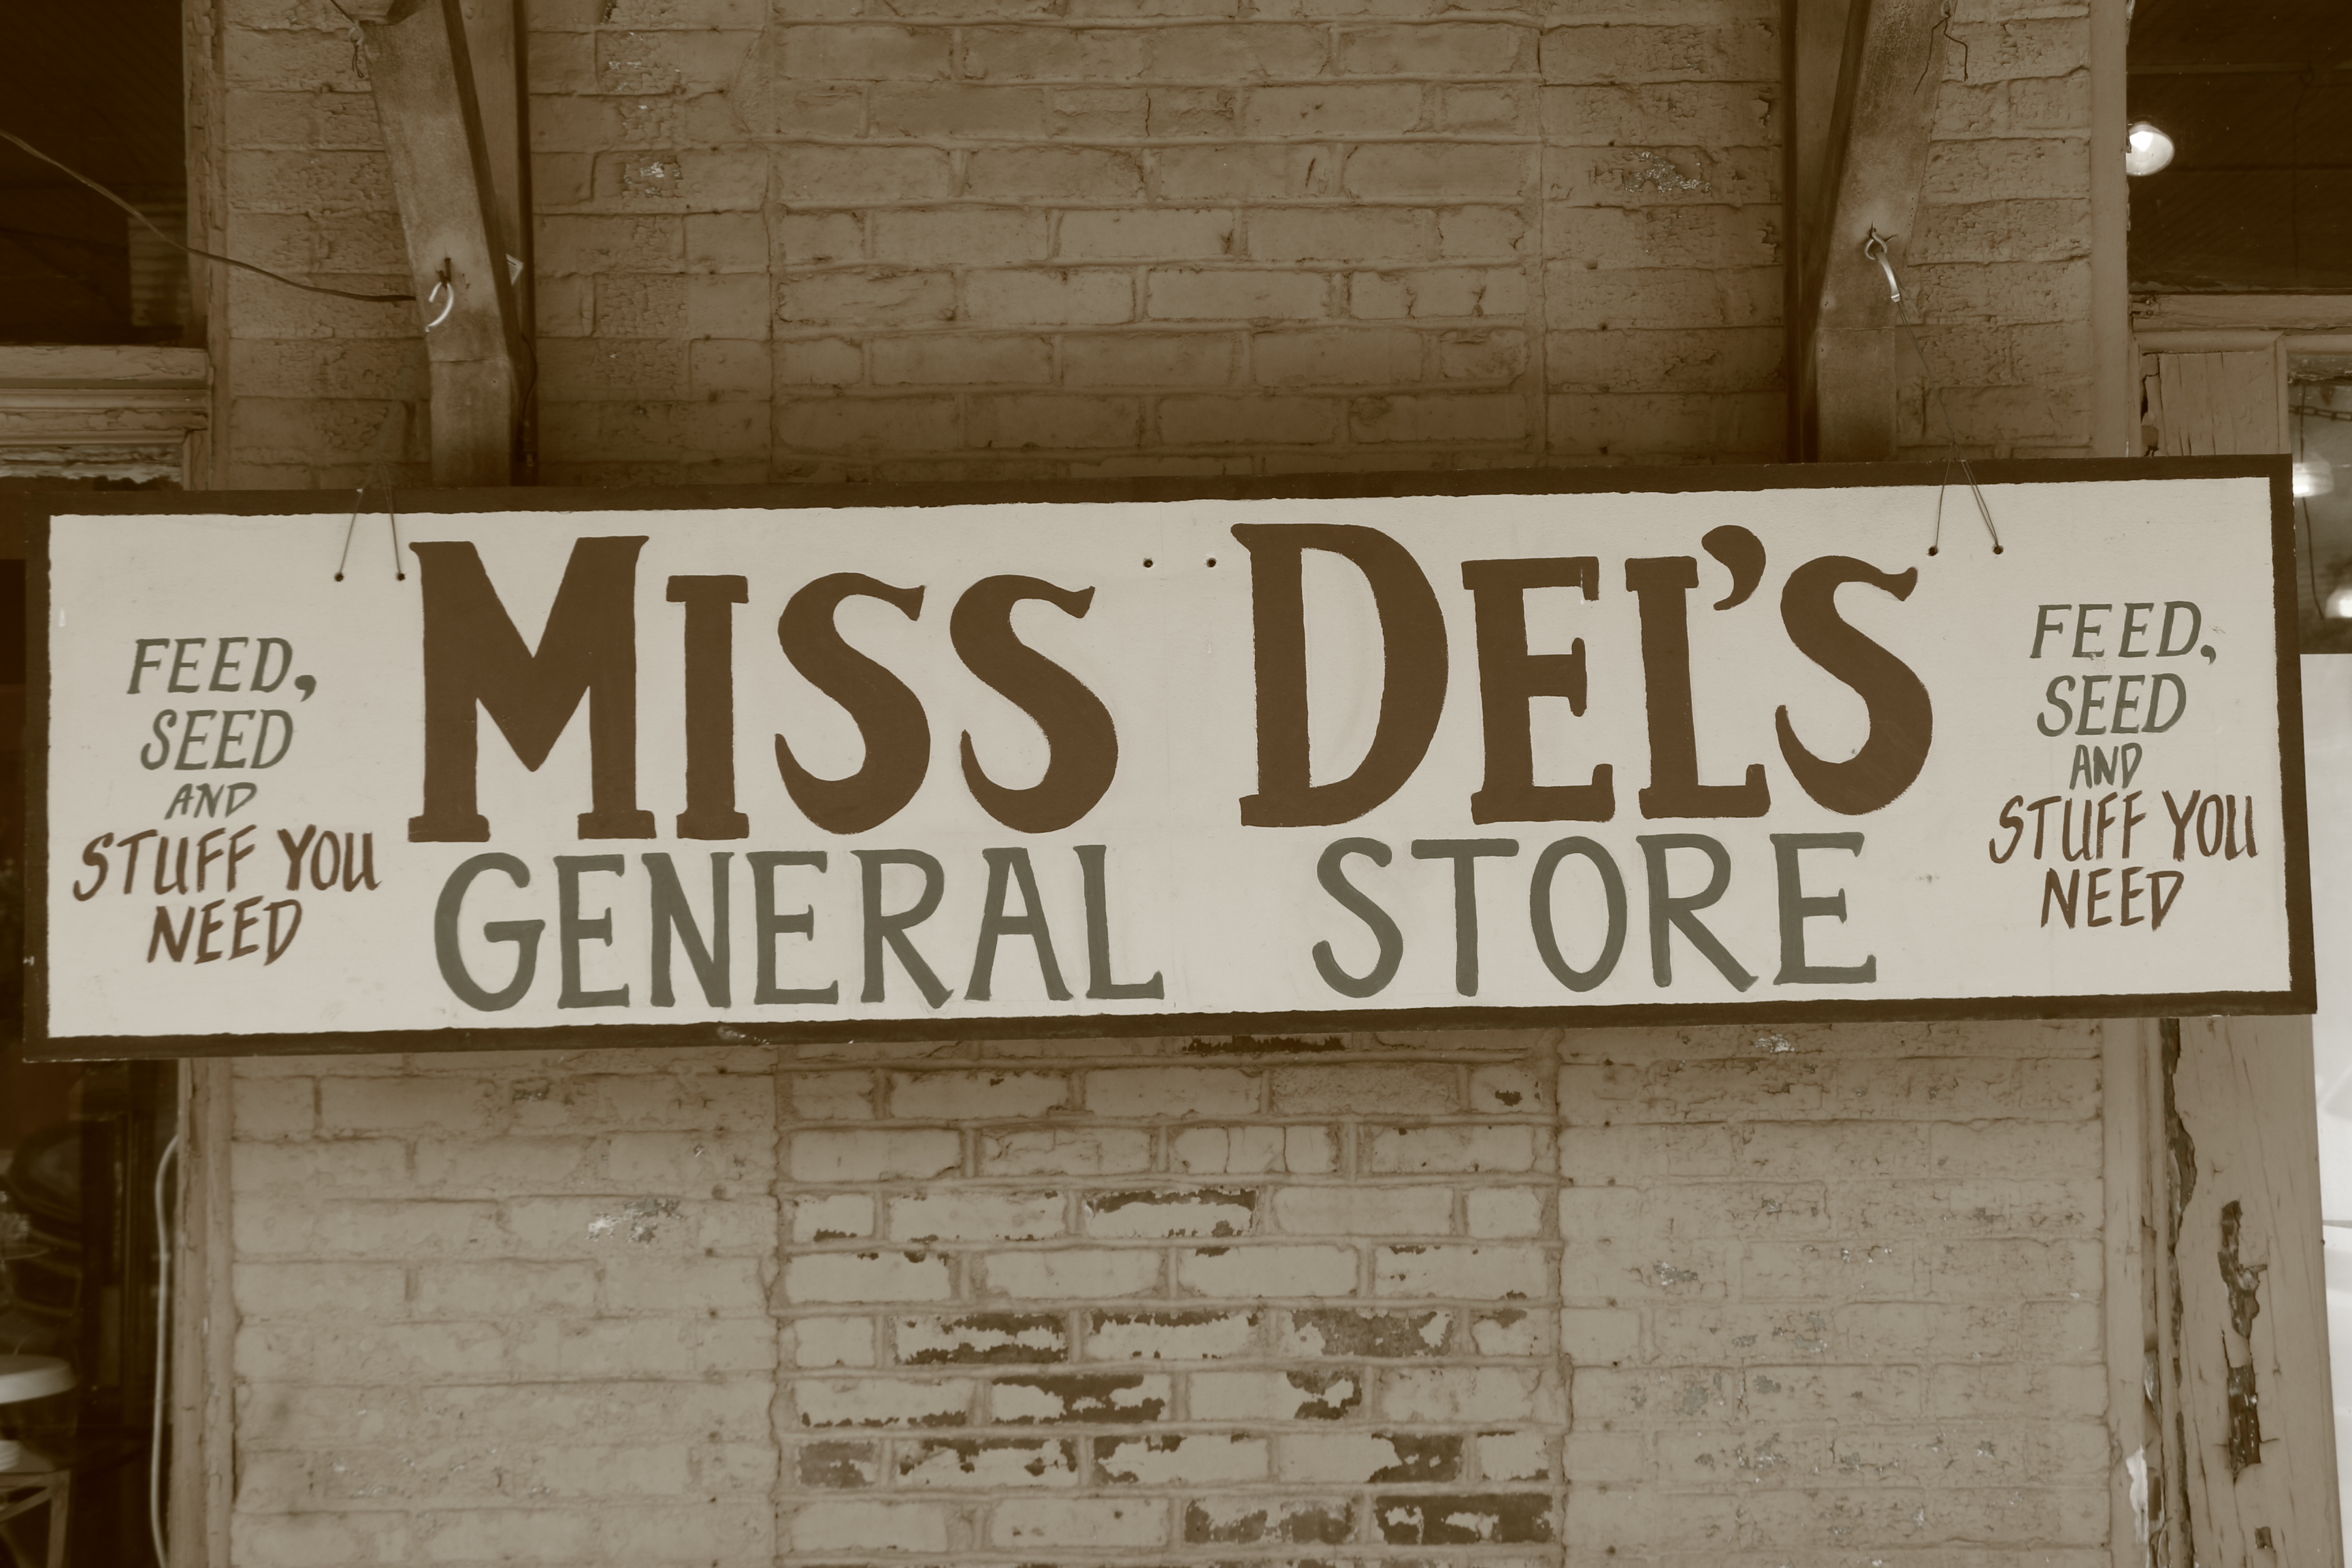 FEED,
SEED
AND
STUFF YOU
NEED
MISS DEL'S
GENERAL STORE
FEED,
SEED
AND
STUFF YOU
NEED